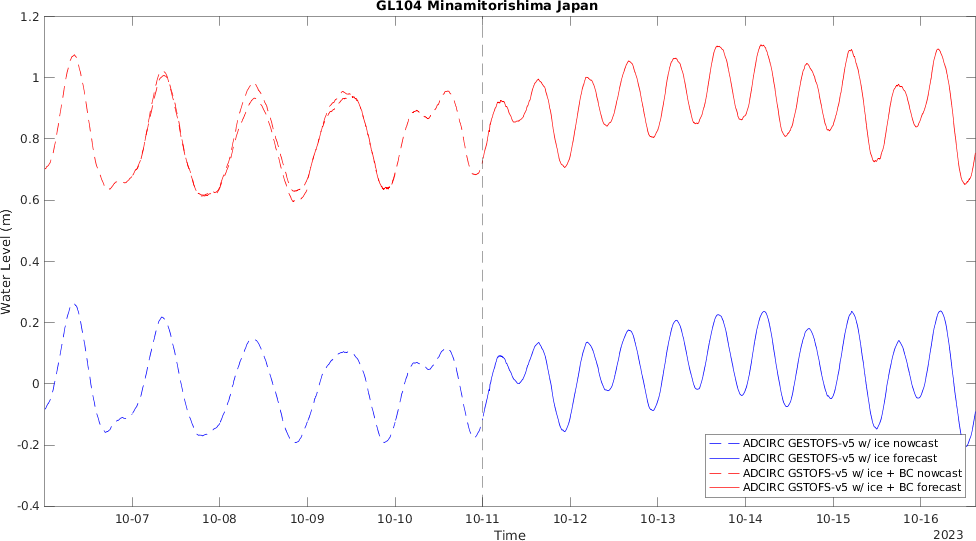 GL104 Minamitorishima Japan
1.2
1
0.8
0.6
0.4
0.2
0
-0.2
-0.4
Water Level (m)
10-07 10-08 10-09 10-10 10-11 10-12 10-13 10-14 10-15 10-16
Time
2023
ADCIRC GESTOFS-v5 w/ ice nowcast
ADCIRC GESTOFS-v5 w/ ice forecast
ADCIRC GSTOFS-v5 w/ ice + BC nowcast
ADCIRC GSTOFS-v5 w/ ice + BC forecast